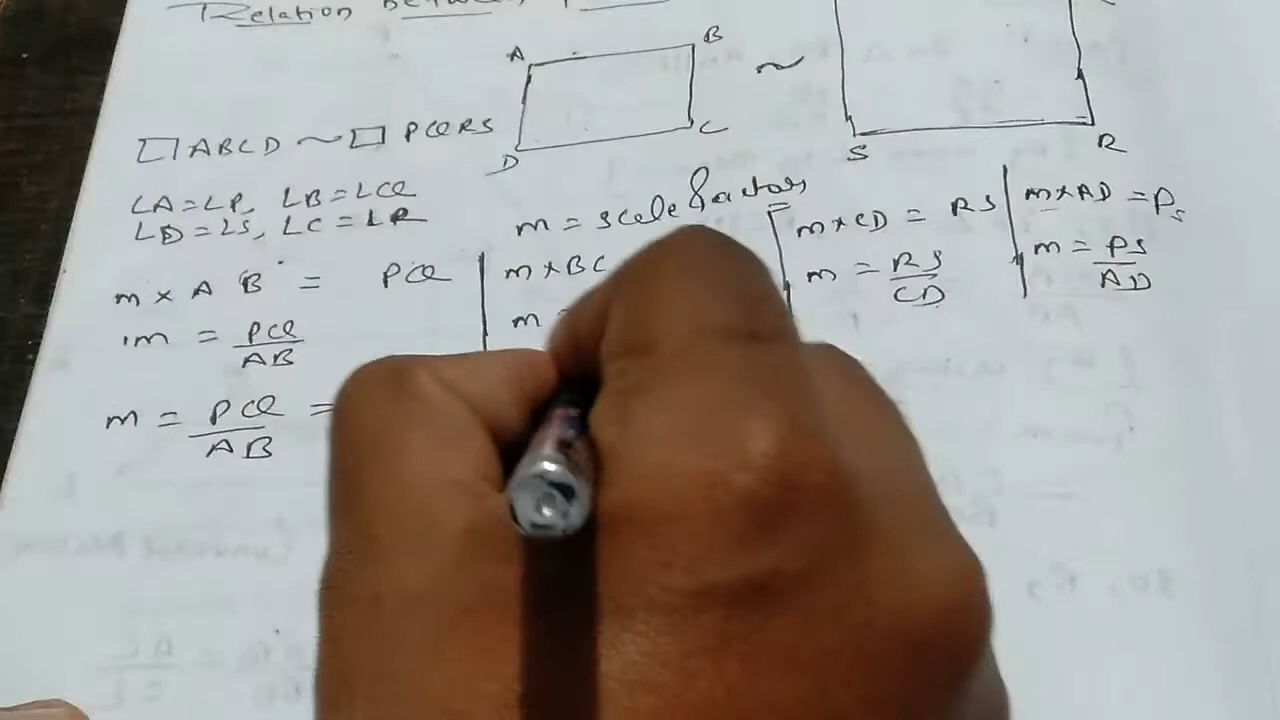 Relation Between
A B
~
□ABCD ~ □ PQRS
D C
S R
∠A=∠P, ∠B=∠Q
∠D=∠S, ∠C=∠R
m = scale factor
m × AB = PQ
m = PQ/AB
m × BC
m
m × CD = RS
m = RS/CD
m × AD = PS
m = PS/AD
m = PQ/AB =